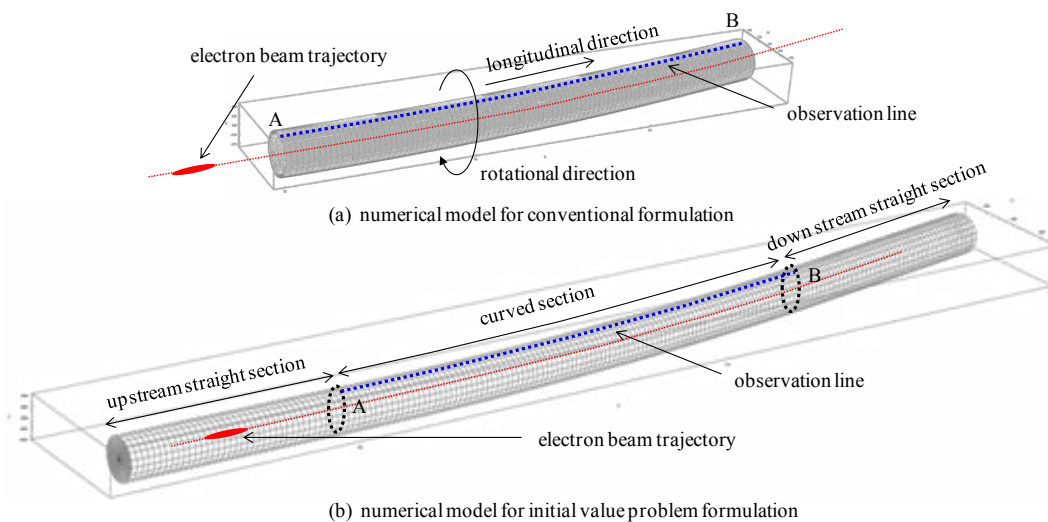 B
longitudinal direction
electron beam trajectory
observation line
A
rotational direction
(a) numerical model for conventional formulation
down stream straight section
B
curved section
observation line
upstream straight section
A
electron beam trajectory
(b) numerical model for initial value problem formulation